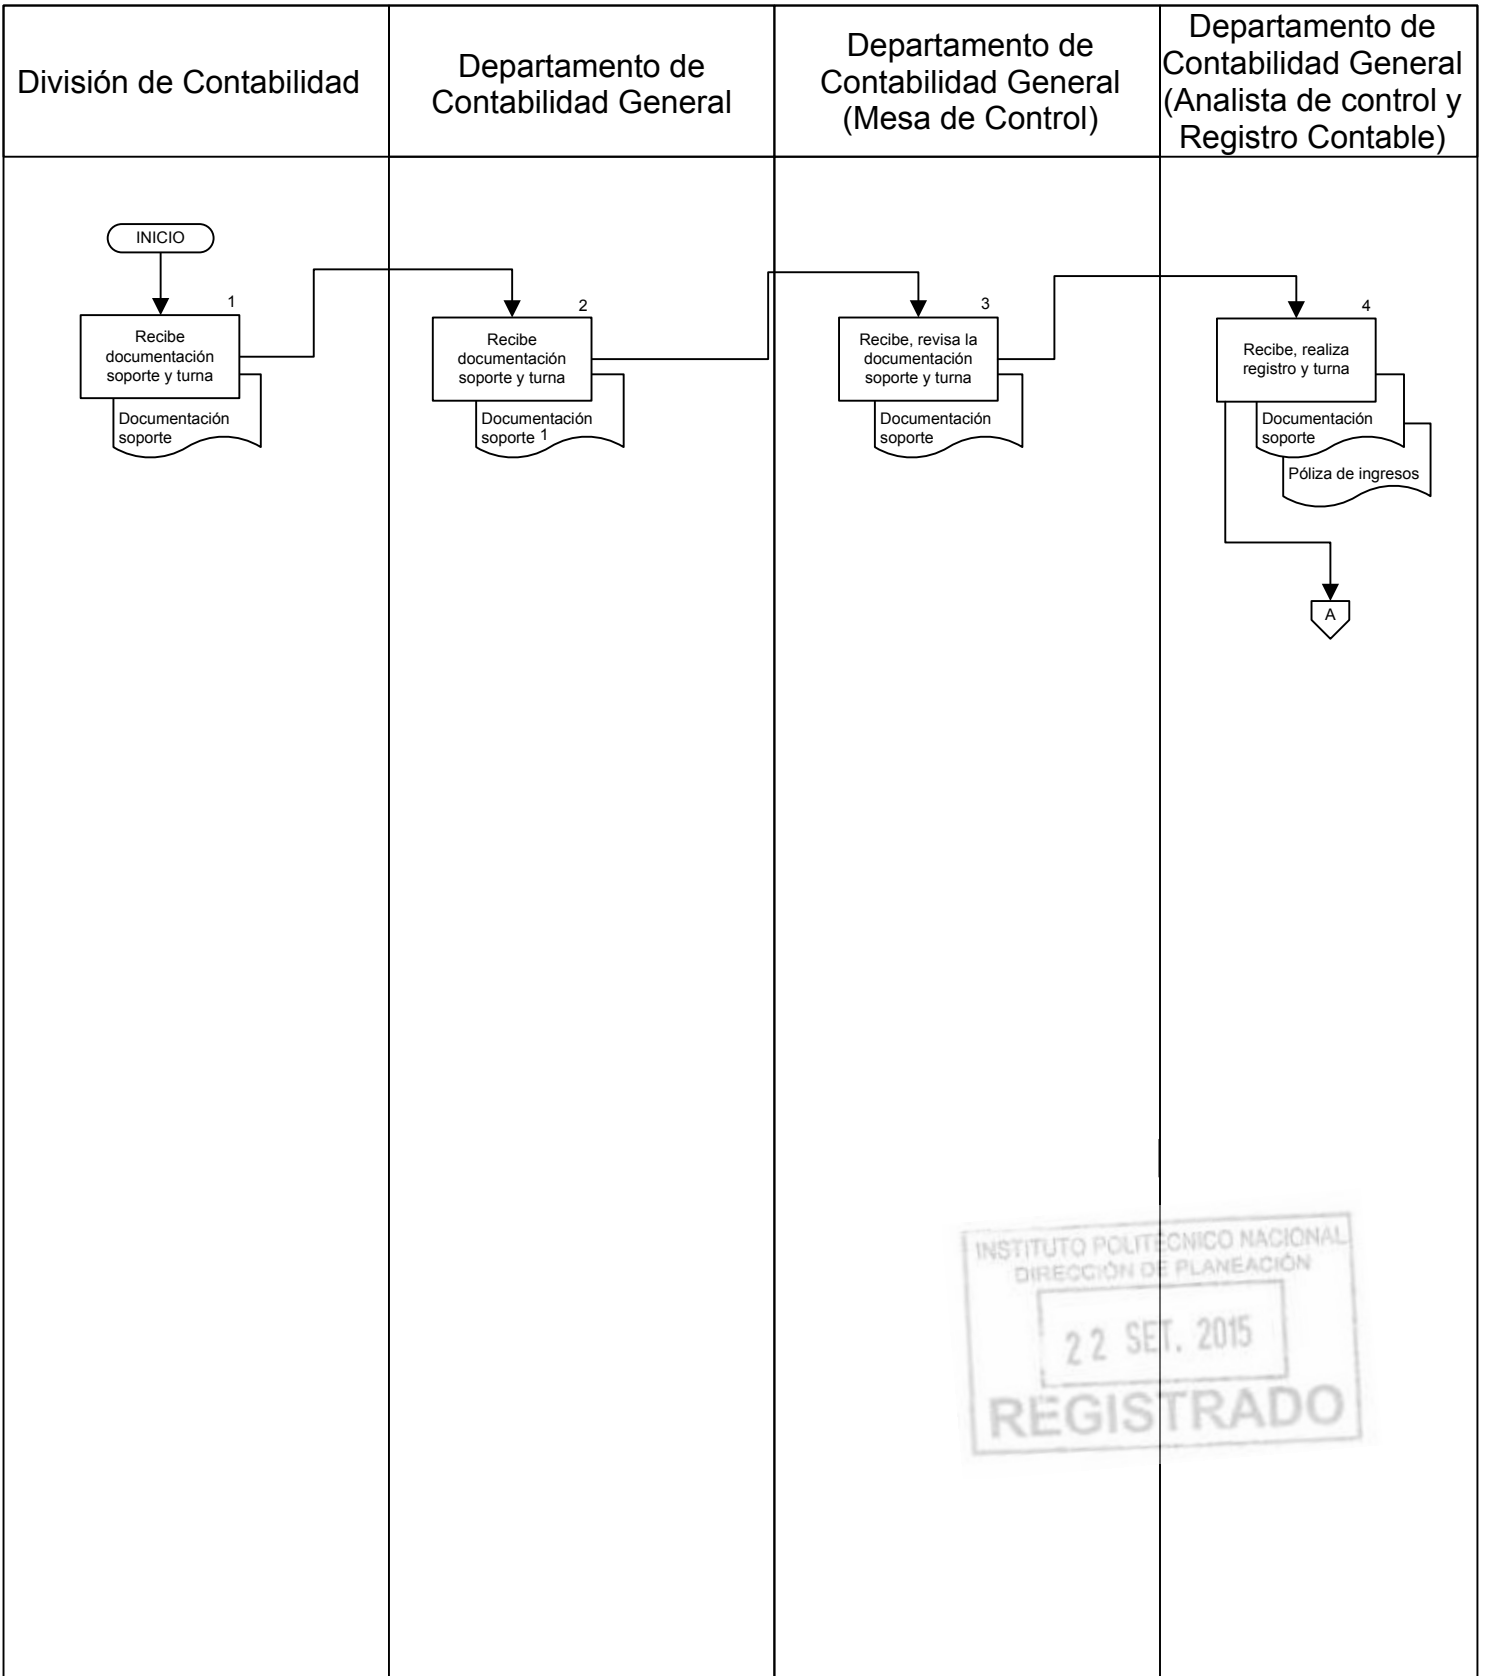 División de Contabilidad
Departamento de
Contabilidad General
Departamento de
Contabilidad General
(Mesa de Control)
Departamento de
Contabilidad General
(Analista de control y
Registro Contable)
INICIO
1
Recibe
documentación
soporte y turna
Documentación
soporte
2
Recibe
documentación
soporte y turna
Documentación
soporte 1
3
Recibe, revisa la
documentación
soporte y turna
Documentación
soporte
4
Recibe, realiza
registro y turna
Documentación
soporte
Póliza de ingresos
A
INSTITUTO POLITÉCNICO NACIONAL
DIRECCIÓN DE PLANEACIÓN
22 SET. 2015
REGISTRADO